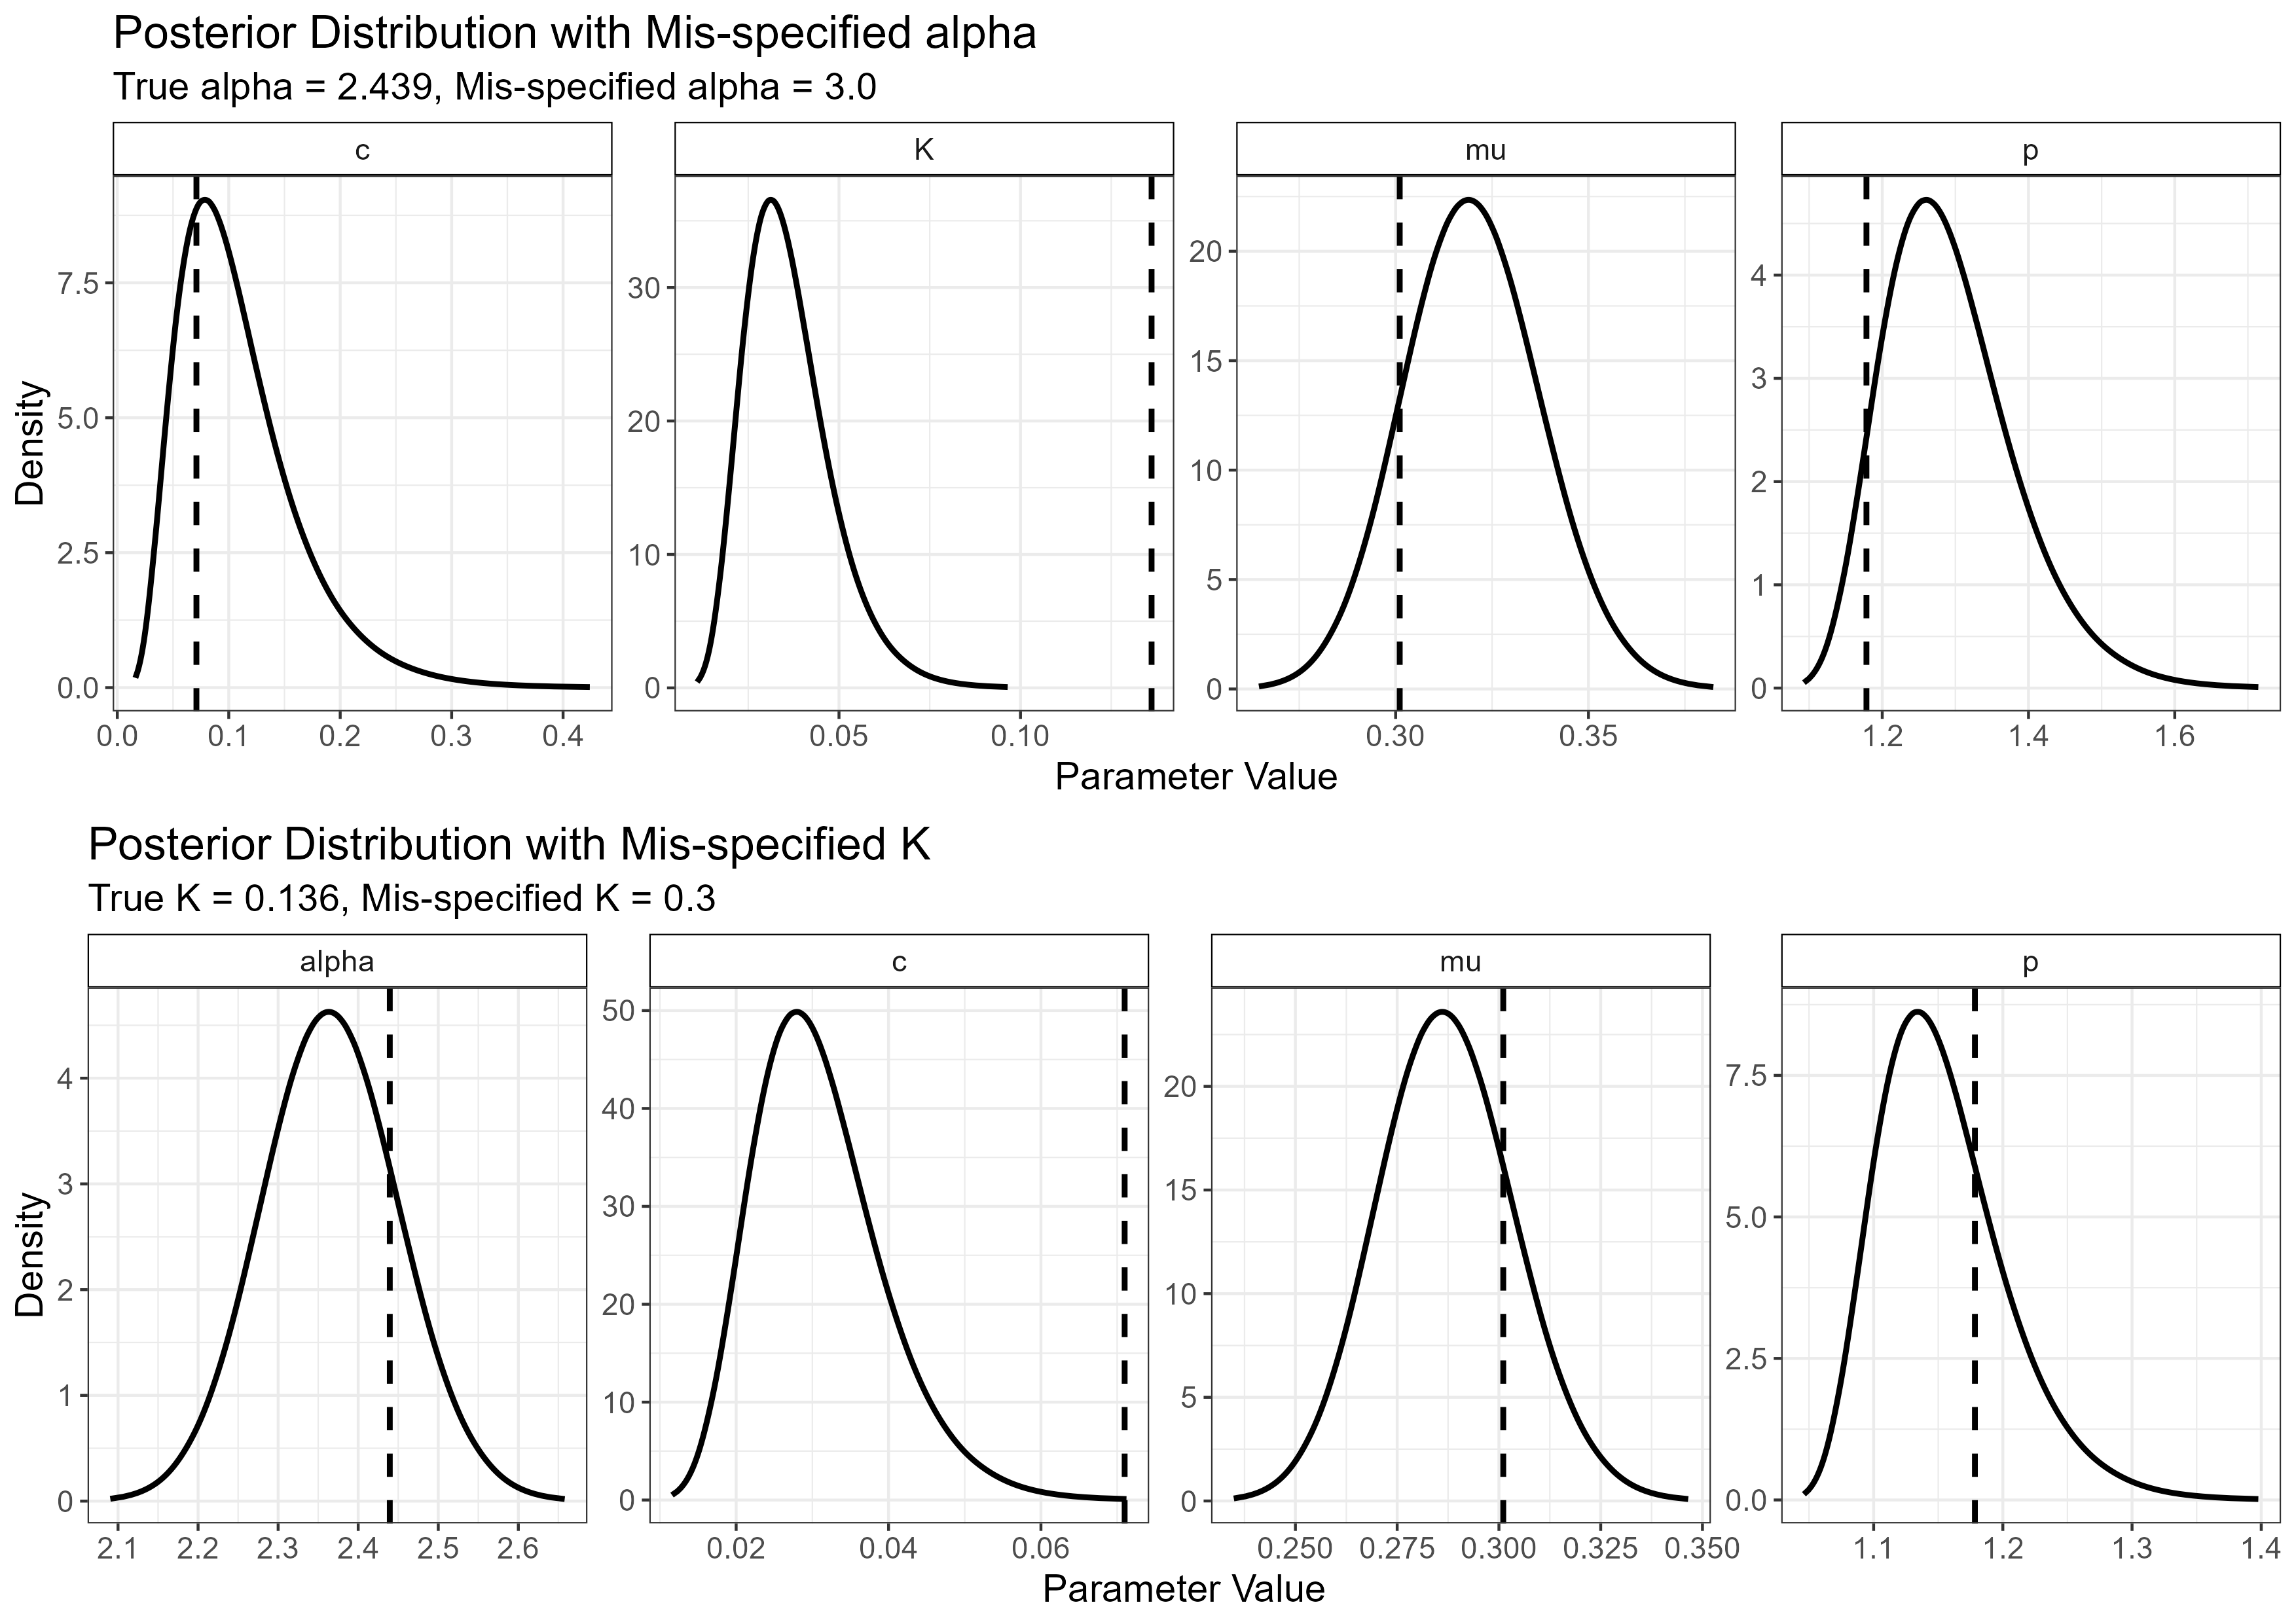 Posterior Distribution with Mis-specified alpha
True alpha = 2.439, Mis-specified alpha = 3.0
c K mu p
Density
7.5
5.0
2.5
0.0
0.0 0.1 0.2 0.3 0.4
30
20
10
0
0.05 0.10
20
15
10
5
0
0.30 0.35
4
3
2
1
0
1.2 1.4 1.6
Parameter Value
Posterior Distribution with Mis-specified K
True K = 0.136, Mis-specified K = 0.3
alpha c mu p
Density
4
3
2
1
0
2.1 2.2 2.3 2.4 2.5 2.6
50
40
30
20
10
0
0.02 0.04 0.06
20
15
10
5
0
0.250 0.275 0.300 0.325 0.350
7.5
5.0
2.5
0.0
1.1 1.2 1.3 1.4
Parameter Value